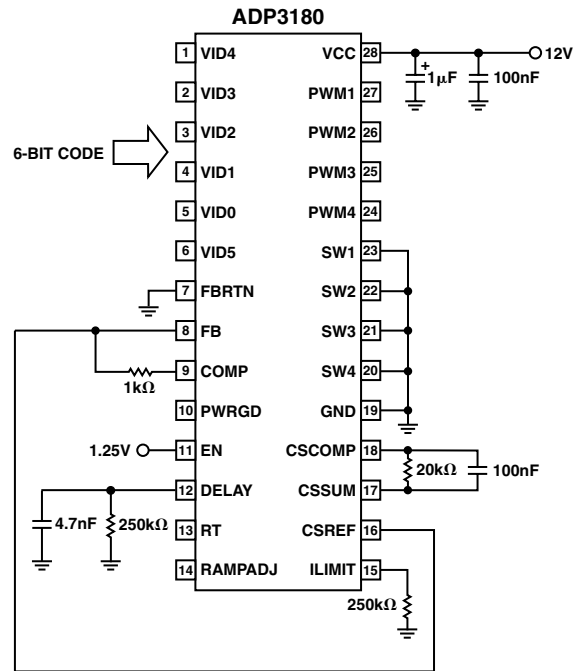 ADP3180
1 VID4
2 VID3
3 VID2
4 VID1
5 VID0
6 VID5
7 FBRTN
8 FB
9 COMP
10 PWRGD
11 EN
12 DELAY
13 RT
14 RAMPADJ
VCC 28
PWM1 27
PWM2 26
PWM3 25
PWM4 24
SW1 23
SW2 22
SW3 21
SW4 20
GND 19
CSCOMP 18
CSSUM 17
CSREF 16
ILIMIT 15
6-BIT CODE
1kΩ
1.25V
4.7nF
250kΩ
12V
+
1μF
100nF
20kΩ
100nF
250kΩ